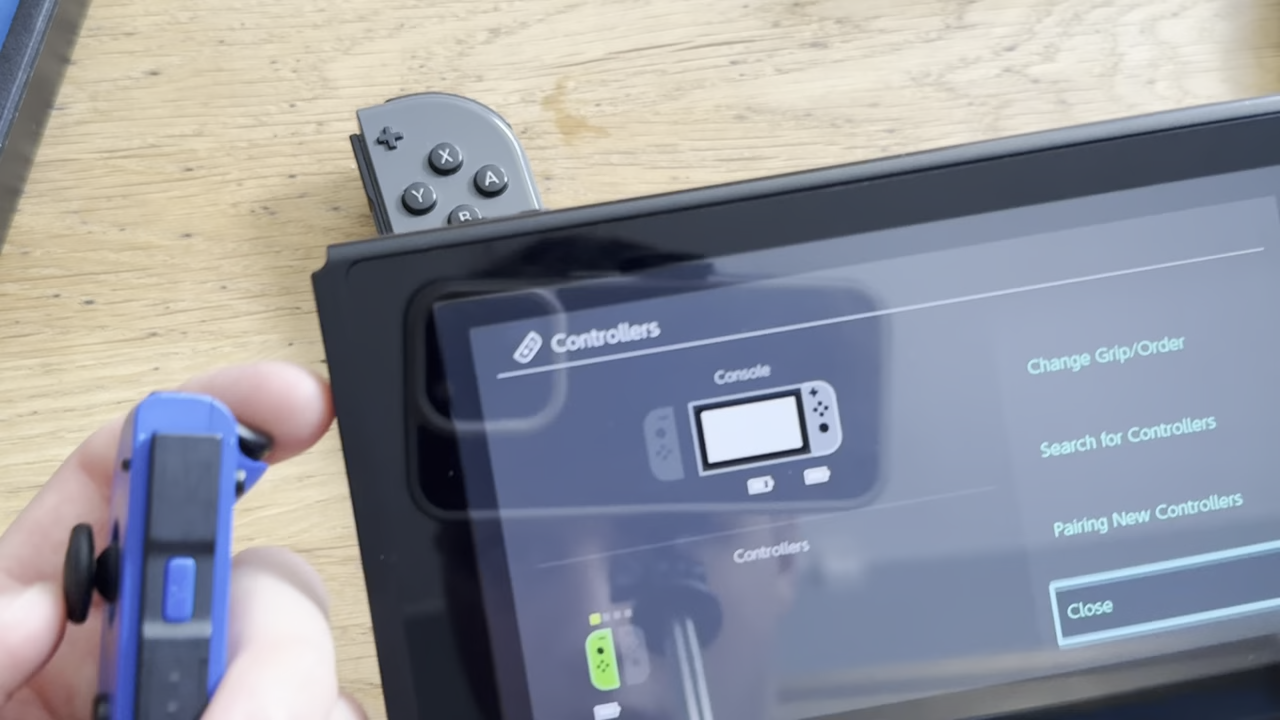 X
A
Y
B
Controllers
Console
Change Grip/Order
Search for Controllers
Pairing New Controllers
Controllers
Close